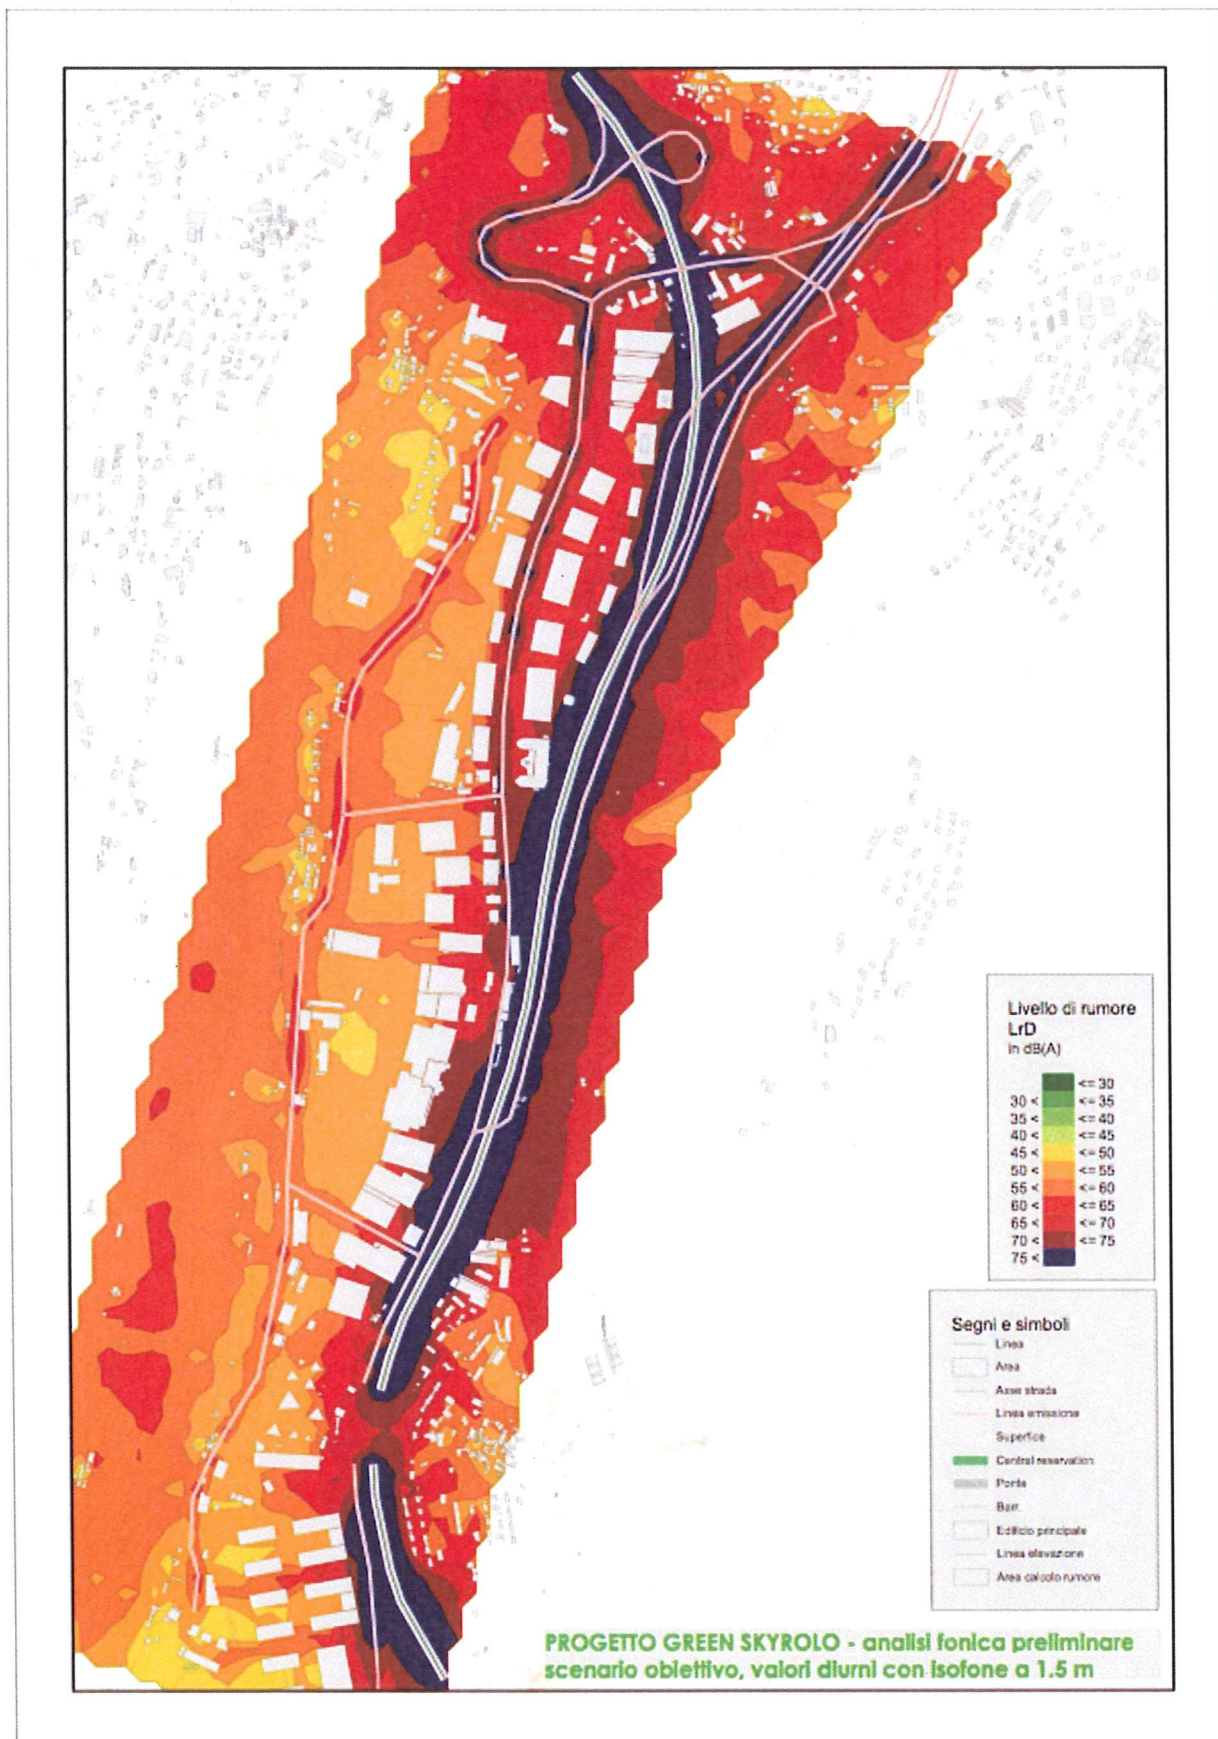 Livello di rumore
LrD
in dB(A)
<= 30
30 < <= 35
35 < <= 40
40 < <= 45
45 < <= 50
50 < <= 55
55 < <= 60
60 < <= 65
65 < <= 70
70 < <= 75
75 <
Segni e simboli
Linea
Area
Asse strada
Linea emissione
Superfice
Central reservation
Ponte
Barr.
Edificio principale
Linea elevazione
Area calcolo rumore
PROGETTO GREEN SKYROLO - analisi fonica preliminare
scenario obiettivo, valori diurni con isofone a 1.5 m